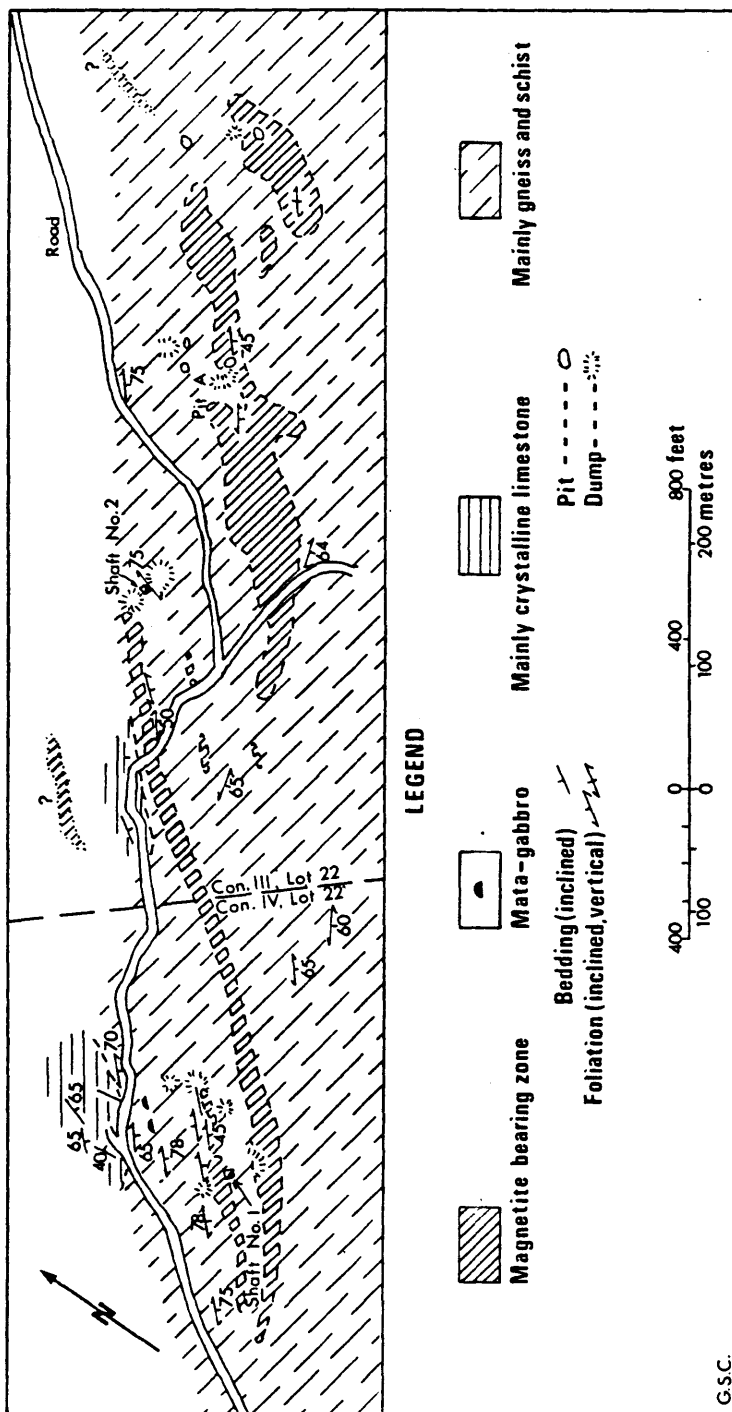 Road
?
Shaft No.2
75
75
Pit A
45
64
50
?
65
Con. III, Lot 22
Con. IV, Lot 22
60
65
70
65
65
40
65
78
45
78
Shaft No.1
75
N
LEGEND
Magnetite bearing zone
Mata-gabbro
Mainly crystalline limestone
Mainly gneiss and schist
Bedding (inclined)
Foliation (inclined, vertical)
Pit
Dump
400 0 400 800 feet
100 0 100 200 metres
G.S.C.